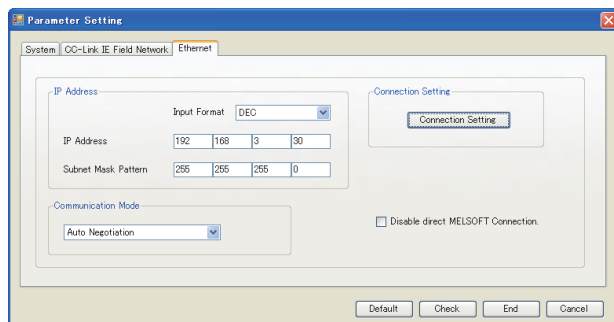 Parameter Setting
System
CC-Link IE Field Network
Ethernet
IP Address
Input Format
DEC
IP Address
192
168
3
30
Subnet Mask Pattern
255
255
255
0
Communication Mode
Auto Negotiation
Connection Setting
Connection Setting
Disable direct MELSOFT Connection.
Default
Check
End
Cancel